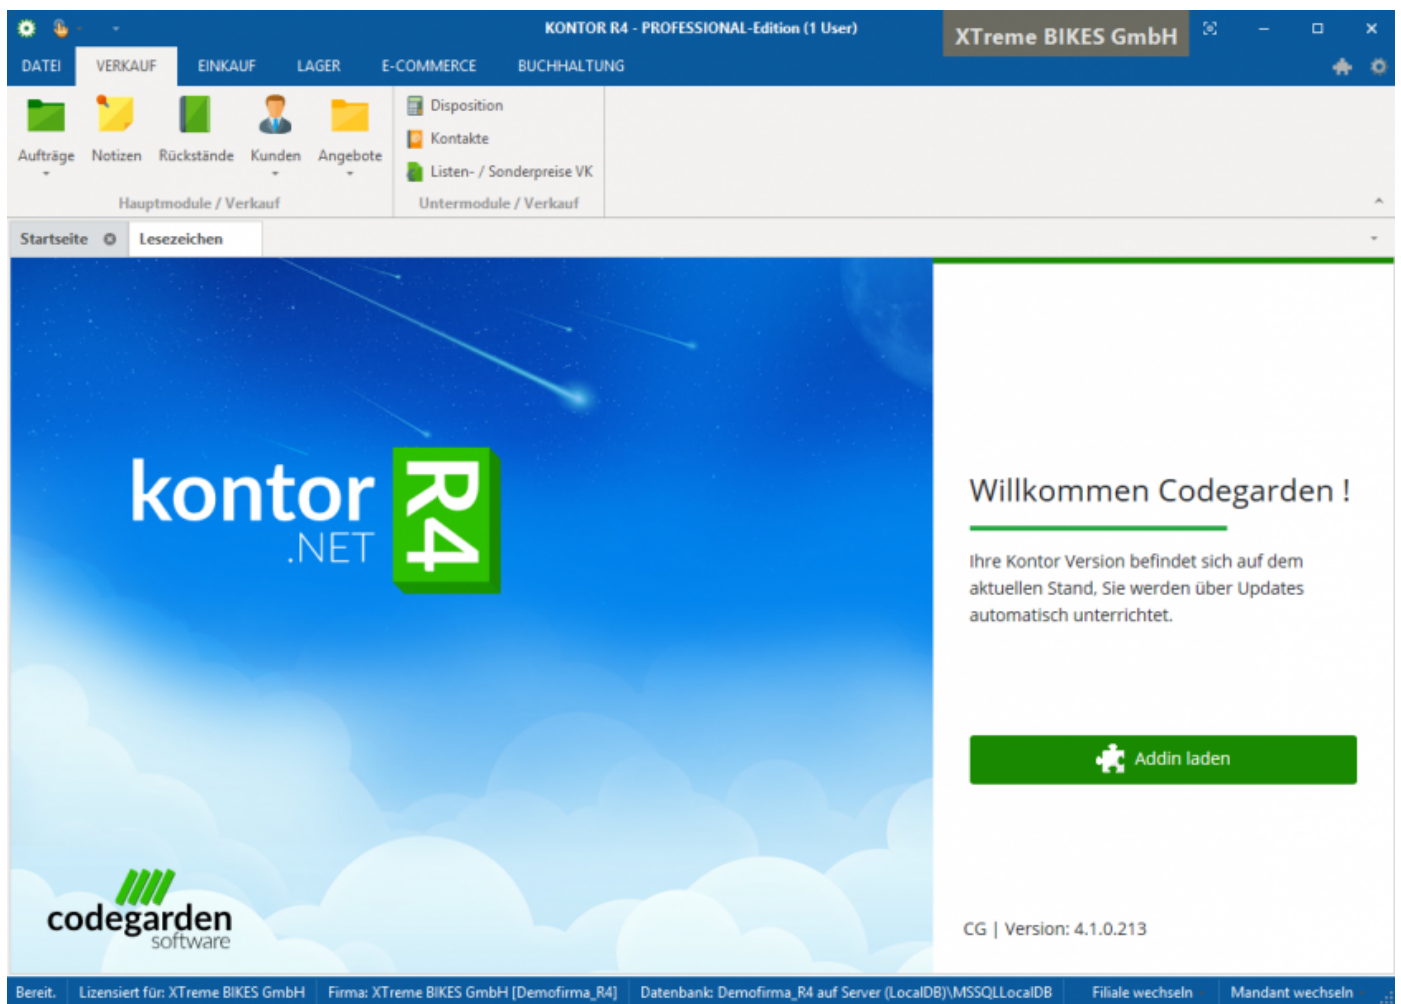 KONTOR R4 - PROFESSIONAL-Edition (1 User)
XTreme BIKES GmbH
DATEI VERKAUF EINKAUF LAGER E-COMMERCE BUCHHALTUNG
Aufträge Notizen Rückstände Kunden Angebote
Disposition
Kontakte
Listen- / Sonderpreise VK
Hauptmodule / Verkauf Untermodule / Verkauf
Startseite Lesezeichen
kontor R4
.NET
Willkommen Codegarden !
Ihre Kontor Version befindet sich auf dem
aktuellen Stand, Sie werden über Updates
automatisch unterrichtet.
Addin laden
codegarden
software
CG | Version: 4.1.0.213
Bereit. Lizensiert für: XTreme BIKES GmbH Firma: XTreme BIKES GmbH [Demofirma_R4] Datenbank: Demofirma_R4 auf Server (LocalDB)\MSSQLLocalDB Filiale wechseln Mandant wechseln